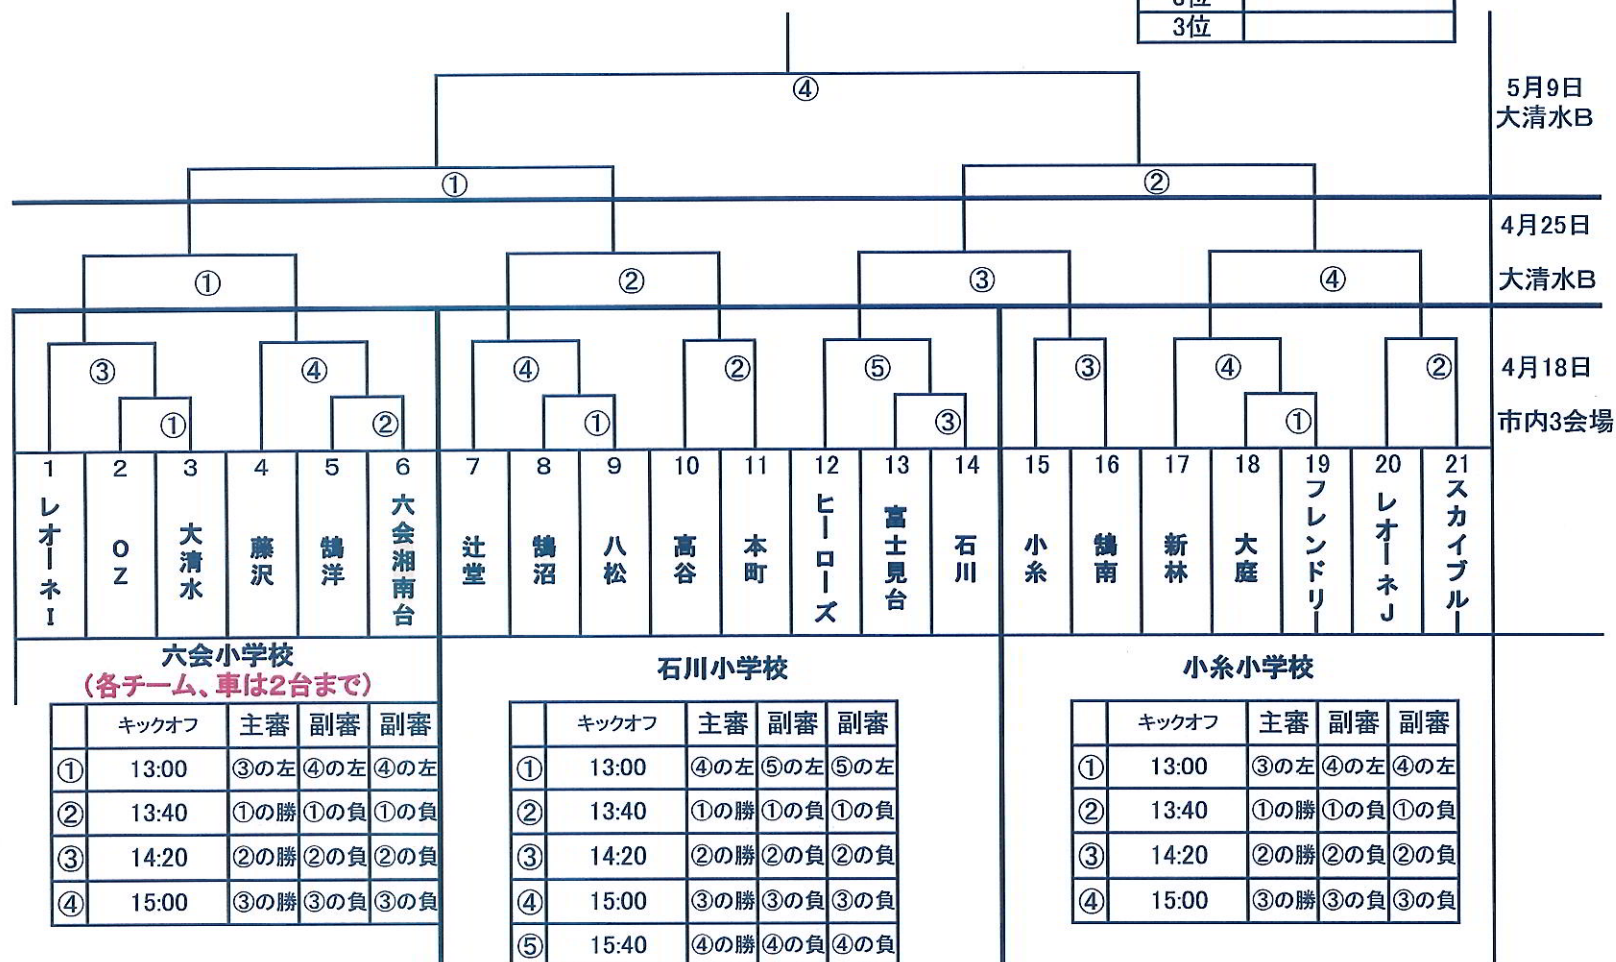 3位
3位
④
5月9日
大清水B
① ②
4月25日
① ② ③ ④
大清水B
③ ④ ④ ② ⑤ ③ ④ ②
4月18日
① ② ① ③ ①
市内3会場
1 2 3 4 5 6 7 8 9 10 11 12 13 14 15 16 17 18 19 20 21
レオーネI
OZ
大清水
藤沢
鵠洋
六会湘南台
辻堂
鵠沼
八松
高谷
本町
ヒーローズ
富士見台
石川
小糸
鵠南
新林
大庭
フレンドリー
レオーネJ
スカイブルー
六会小学校
(各チーム、車は2台まで)
キックオフ 主審 副審 副審
① 13:00 ③の左 ④の左 ④の左
② 13:40 ①の勝 ①の負 ①の負
③ 14:20 ②の勝 ②の負 ②の負
④ 15:00 ③の勝 ③の負 ③の負
石川小学校
キックオフ 主審 副審 副審
① 13:00 ④の左 ⑤の左 ⑤の左
② 13:40 ①の勝 ①の負 ①の負
③ 14:20 ②の勝 ②の負 ②の負
④ 15:00 ③の勝 ③の負 ③の負
⑤ 15:40 ④の勝 ④の負 ④の負
小糸小学校
キックオフ 主審 副審 副審
① 13:00 ③の左 ④の左 ④の左
② 13:40 ①の勝 ①の負 ①の負
③ 14:20 ②の勝 ②の負 ②の負
④ 15:00 ③の勝 ③の負 ③の負